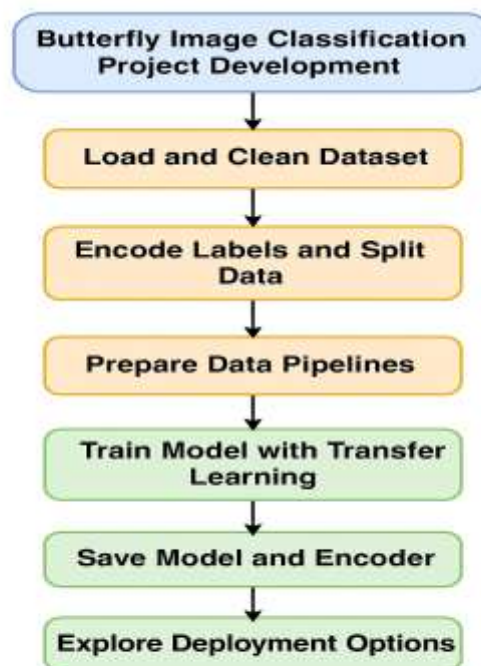 Butterfly Image Classification
Project Development
Load and Clean Dataset
Encode Labels and Split
Data
Prepare Data Pipelines
Train Model with Transfer
Learning
Save Model and Encoder
Explore Deployment Options